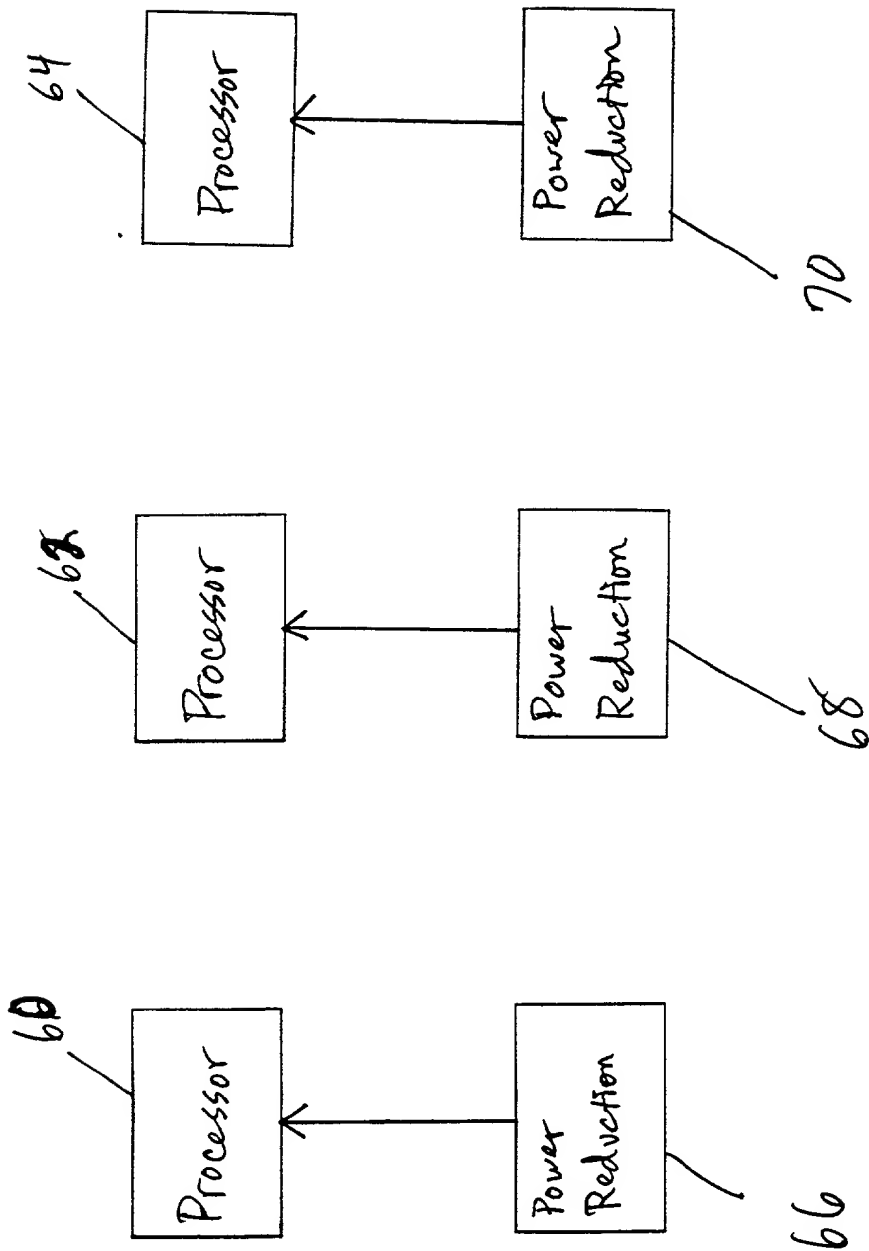 60
Processor
Power
Reduction
66
62
Processor
Power
Reduction
68
64
Processor
Power
Reduction
70